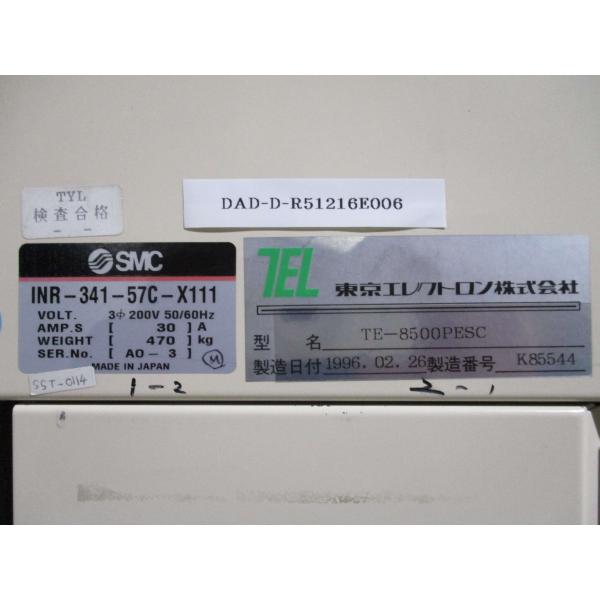 TYL
検査合格
DAD-D-R51216E006
SMC
INR-341-57C-X111
VOLT. 3φ 200V 50/60Hz
AMP.S [ 30 ] A
WEIGHT [ 470 ] kg
SER.No. [ AO-3 ] M
MADE IN JAPAN
SST-0114
1-2
TEL 東京エレクトロン株式会社
型 名 TE-8500PESC
製造日付 1996.02.26 製造番号 K85544
2-1